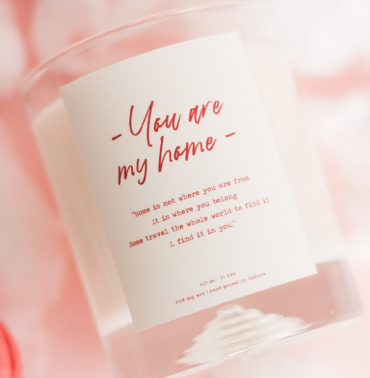 - You are
my home -
"Home is not where you are from
It is where you belong
Some travel the whole world to find it
I, find it in you."